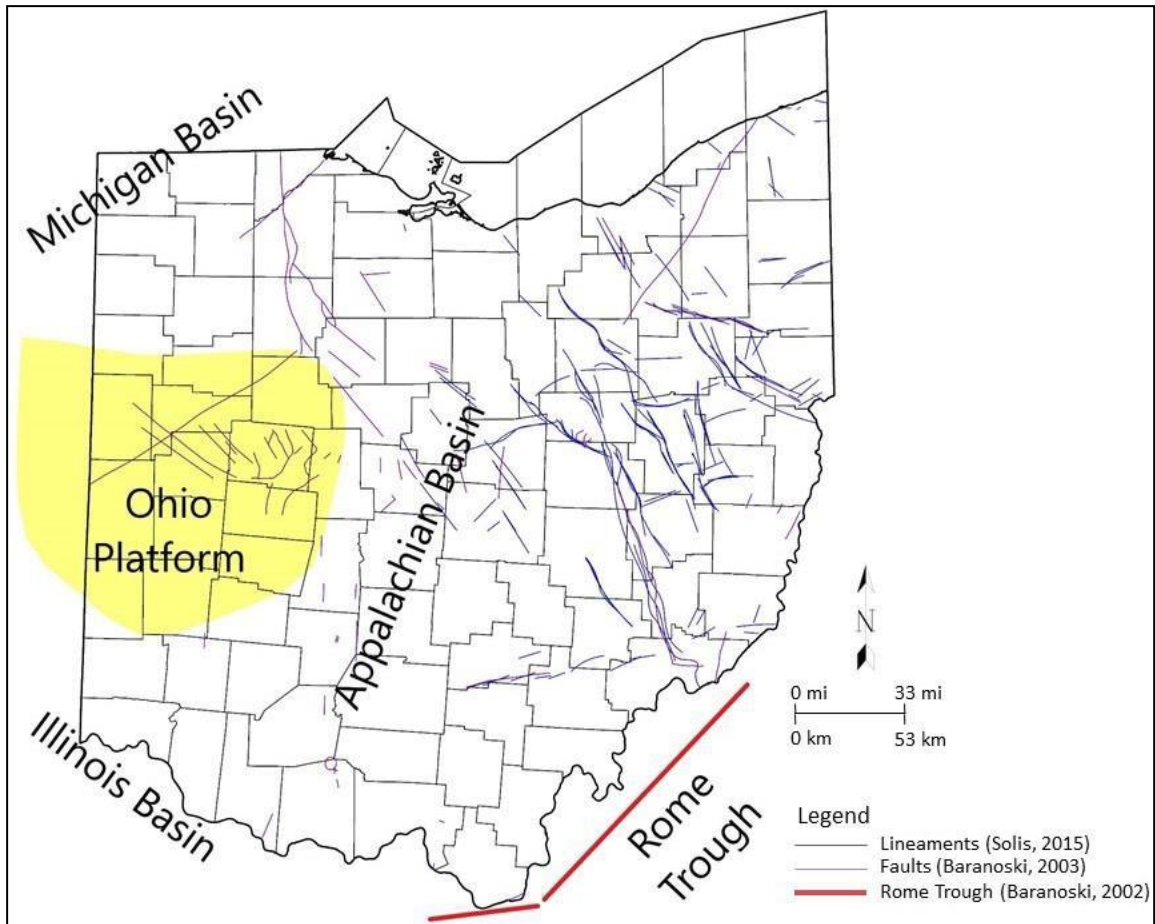 Michigan Basin
Ohio
Platform
Appalachian Basin
Illinois Basin
Rome
Trough
N
0 mi 33 mi
0 km 53 km
Legend
Lineaments (Solis, 2015)
Faults (Baranoski, 2003)
Rome Trough (Baranoski, 2002)